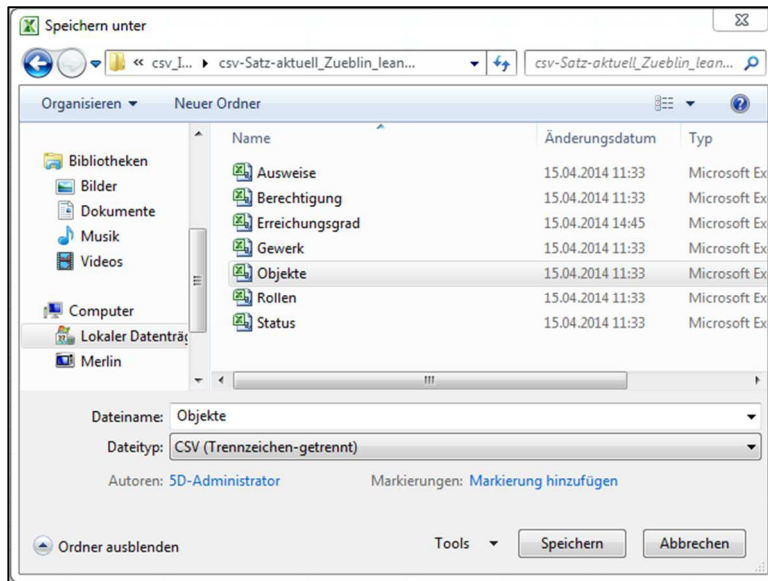 Speichern unter
« csv_I... ▸ csv-Satz-aktuell_Zueblin_lean...
csv-Satz-aktuell_Zueblin_lean...
Organisieren
Neuer Ordner
Name
Änderungsdatum
Typ
Bibliotheken
Bilder
Dokumente
Musik
Videos
Computer
Lokaler Datenträg
Merlin
Ausweise 15.04.2014 11:33 Microsoft Ex
Berechtigung 15.04.2014 11:33 Microsoft Ex
Erreichungsgrad 15.04.2014 14:45 Microsoft Ex
Gewerk 15.04.2014 11:33 Microsoft Ex
Objekte 15.04.2014 11:33 Microsoft Ex
Rollen 15.04.2014 11:33 Microsoft Ex
Status 15.04.2014 11:33 Microsoft Ex
Dateiname: Objekte
Dateityp: CSV (Trennzeichen-getrennt)
Autoren: 5D-Administrator
Markierungen: Markierung hinzufügen
Ordner ausblenden
Tools
Speichern
Abbrechen